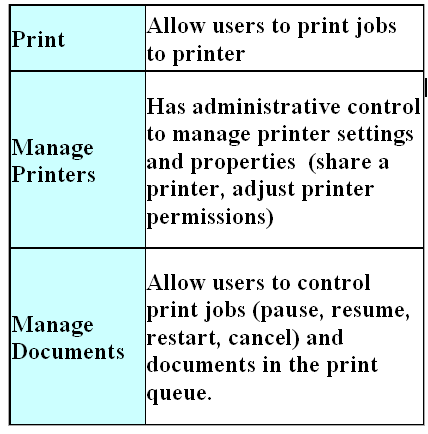 Print
Allow users to print jobs
to printer
Manage
Printers
Has administrative control
to manage printer settings
and properties (share a
printer, adjust printer
permissions)
Manage
Documents
Allow users to control
print jobs (pause, resume,
restart, cancel) and
documents in the print
queue.